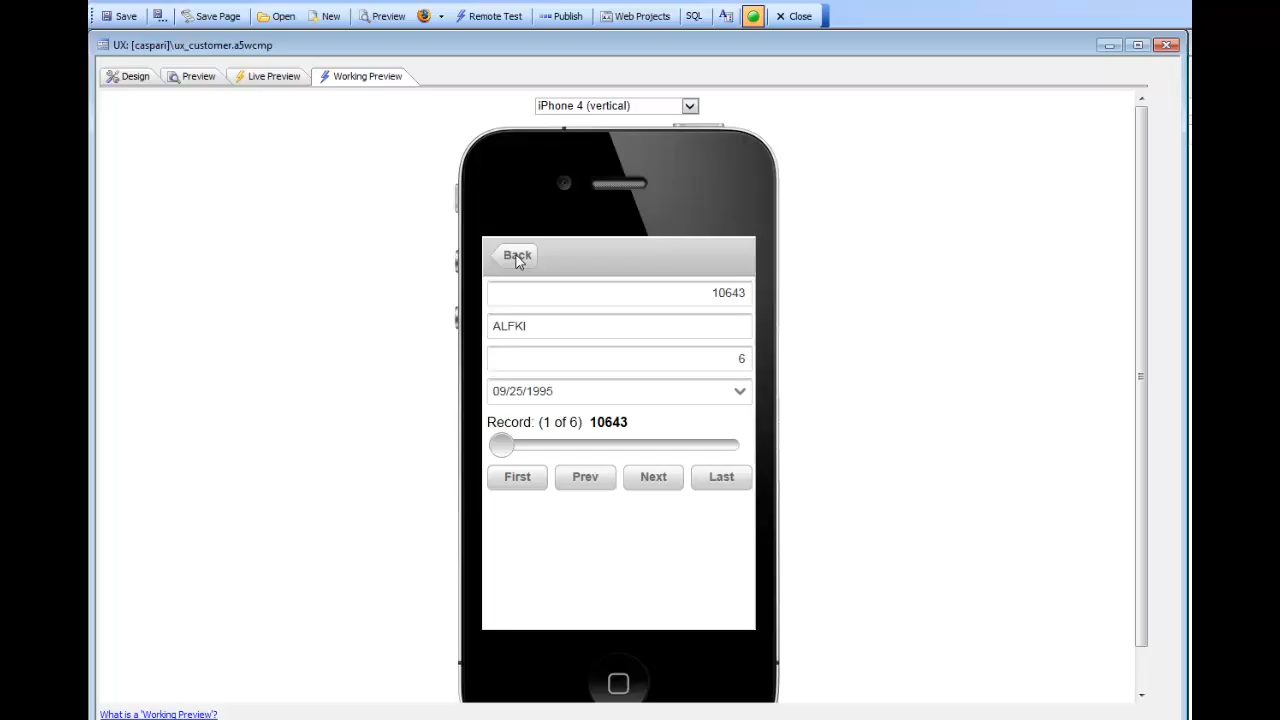 Save Save Page Open New Preview Remote Test Publish Web Projects SQL A Close
UX: [caspari]\ux_customer.a5wcmp
Design Preview Live Preview Working Preview
iPhone 4 (vertical)
Back
10643
ALFKI
6
09/25/1995
Record: (1 of 6) 10643
First Prev Next Last
What is a 'Working Preview'?